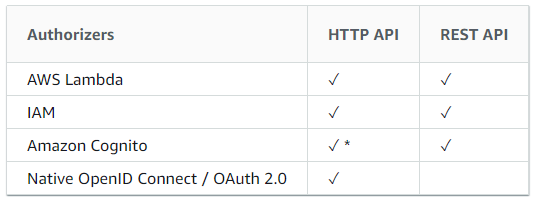 Authorizers HTTP API REST API
AWS Lambda ✓ ✓
IAM ✓ ✓
Amazon Cognito ✓ * ✓
Native OpenID Connect / OAuth 2.0 ✓